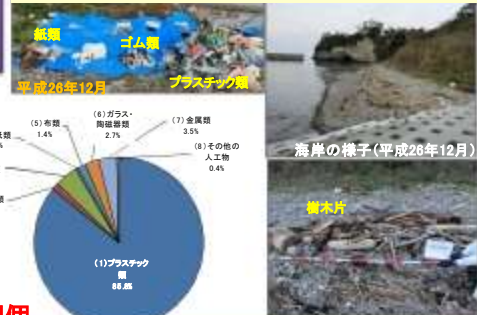 紙類
ゴム類
プラスチック類
平成26年12月
海岸の様子(平成26年12月)
(5)布類
1.4%
(6)ガラス・
陶磁器類
2.7%
(7)金属類
3.5%
(8)その他の
人工物
0.4%
(1)プラスチック
類
樹木片